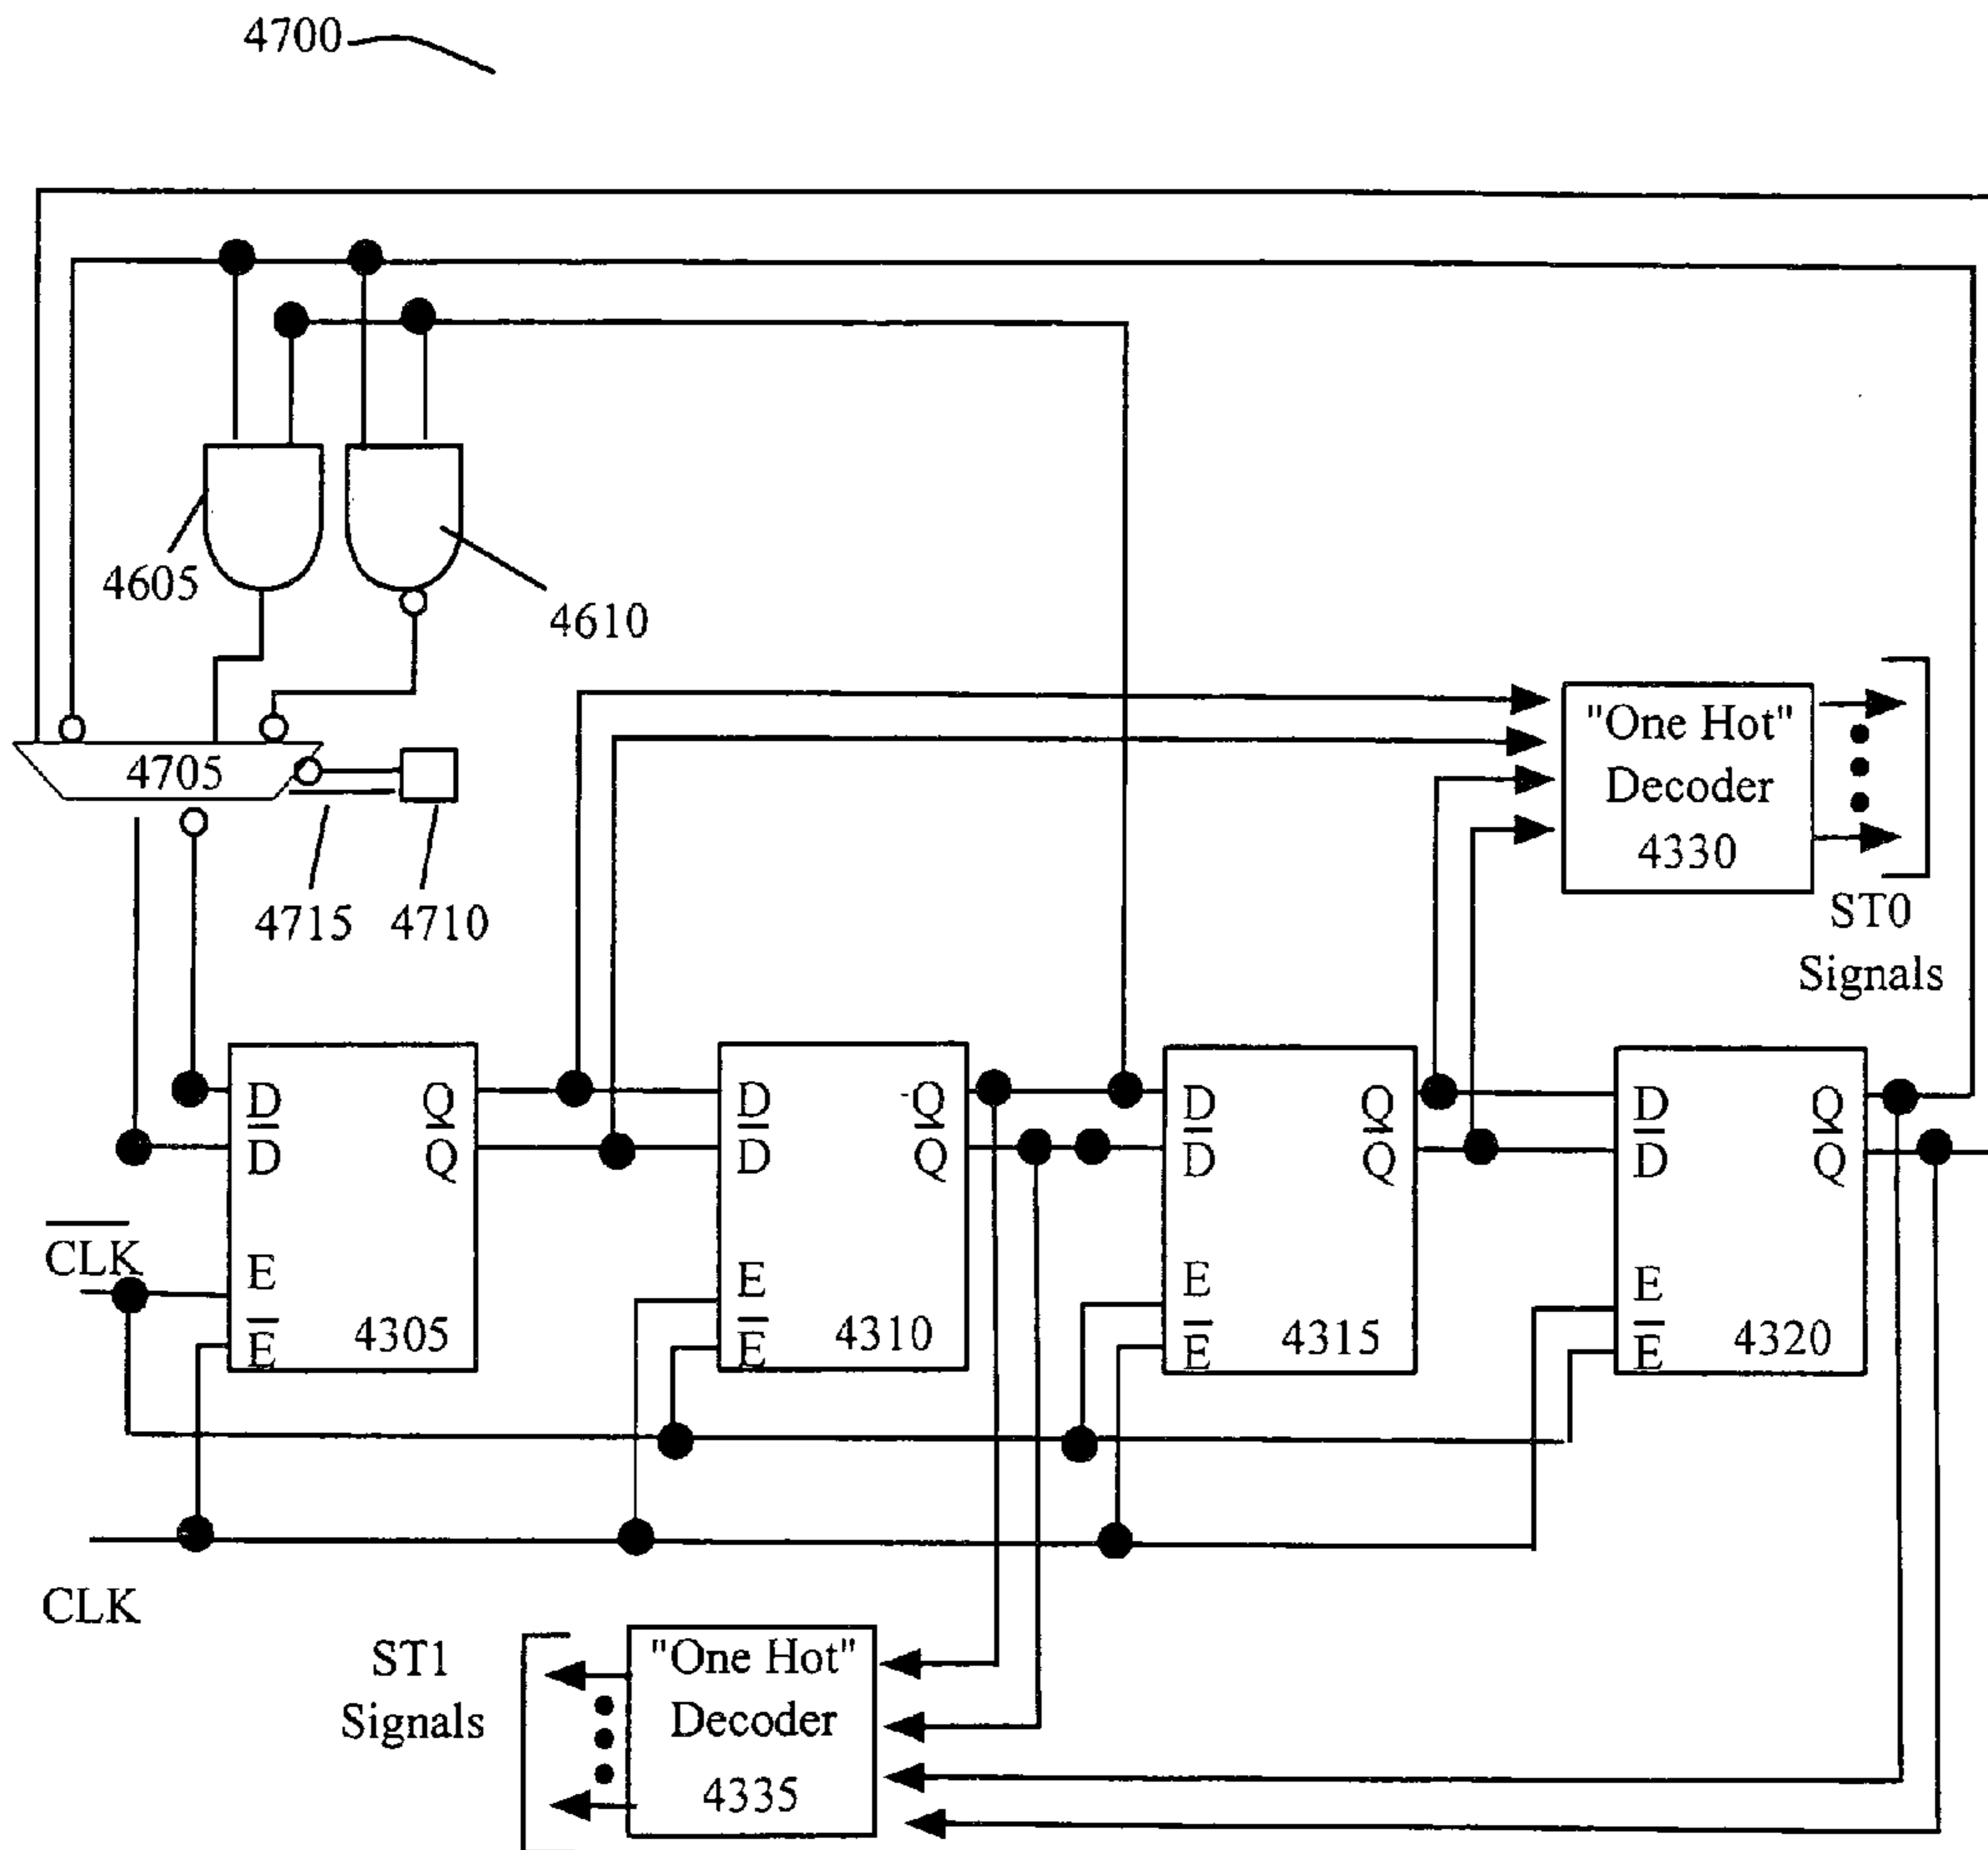 4700
4605
4610
4705
4715
4710
"One Hot"
Decoder
4330
ST0
Signals
D
D̅
Q
Q̅
E
E̅
4305
D
D̅
Q
Q̅
E
E̅
4310
D
D̅
Q
Q̅
E
E̅
4315
D
D̅
Q
Q̅
E
E̅
4320
C̅L̅K̅
CLK
ST1
Signals
"One Hot"
Decoder
4335